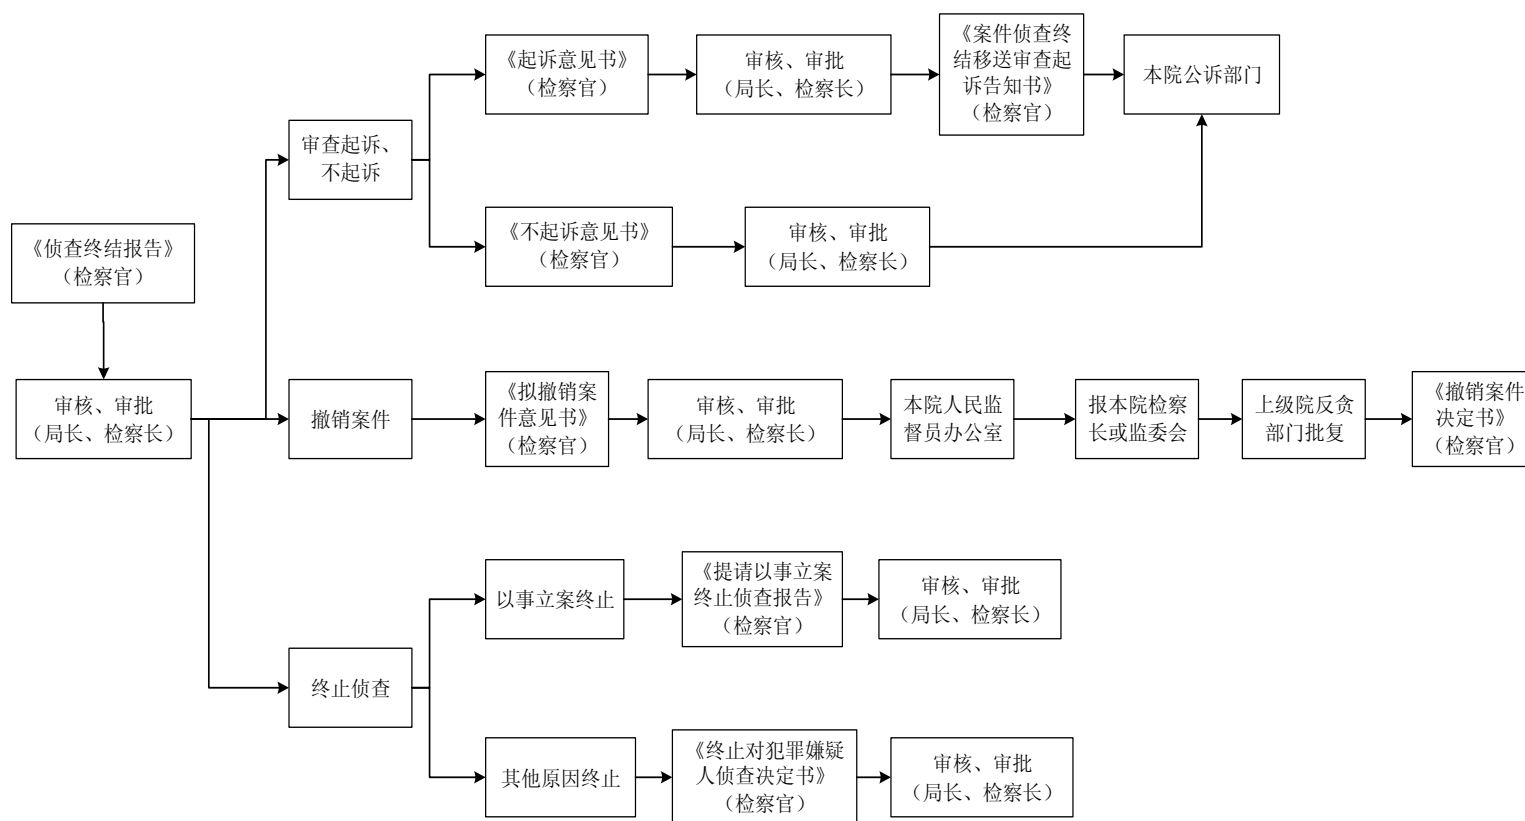 《侦查终结报告》
（检察官）
审核、审批
（局长、检察长）
审查起诉、
不起诉
《起诉意见书》
（检察官）
审核、审批
（局长、检察长）
《案件侦查终
结移送审查起
诉告知书》
（检察官）
本院公诉部门
《不起诉意见书》
（检察官）
审核、审批
（局长、检察长）
撤销案件
《拟撤销案
件意见书》
（检察官）
审核、审批
（局长、检察长）
本院人民监
督员办公室
报本院检察
长或监委会
上级院反贪
部门批复
《撤销案件
决定书》
（检察官）
终止侦查
以事立案终止
《提请以事立案
终止侦查报告》
（检察官）
审核、审批
（局长、检察长）
其他原因终止
《终止对犯罪嫌疑
人侦查决定书》
（检察官）
审核、审批
（局长、检察长）